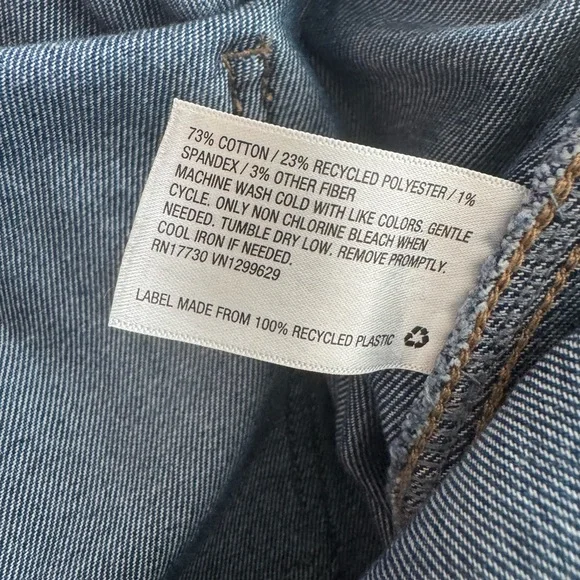 73% COTTON / 23% RECYCLED POLYESTER / 1%
SPANDEX / 3% OTHER FIBER
MACHINE WASH COLD WITH LIKE COLORS. GENTLE
CYCLE. ONLY NON CHLORINE BLEACH WHEN
NEEDED. TUMBLE DRY LOW. REMOVE PROMPTLY.
COOL IRON IF NEEDED.
RN17730 VN1299629
LABEL MADE FROM 100% RECYCLED PLASTIC